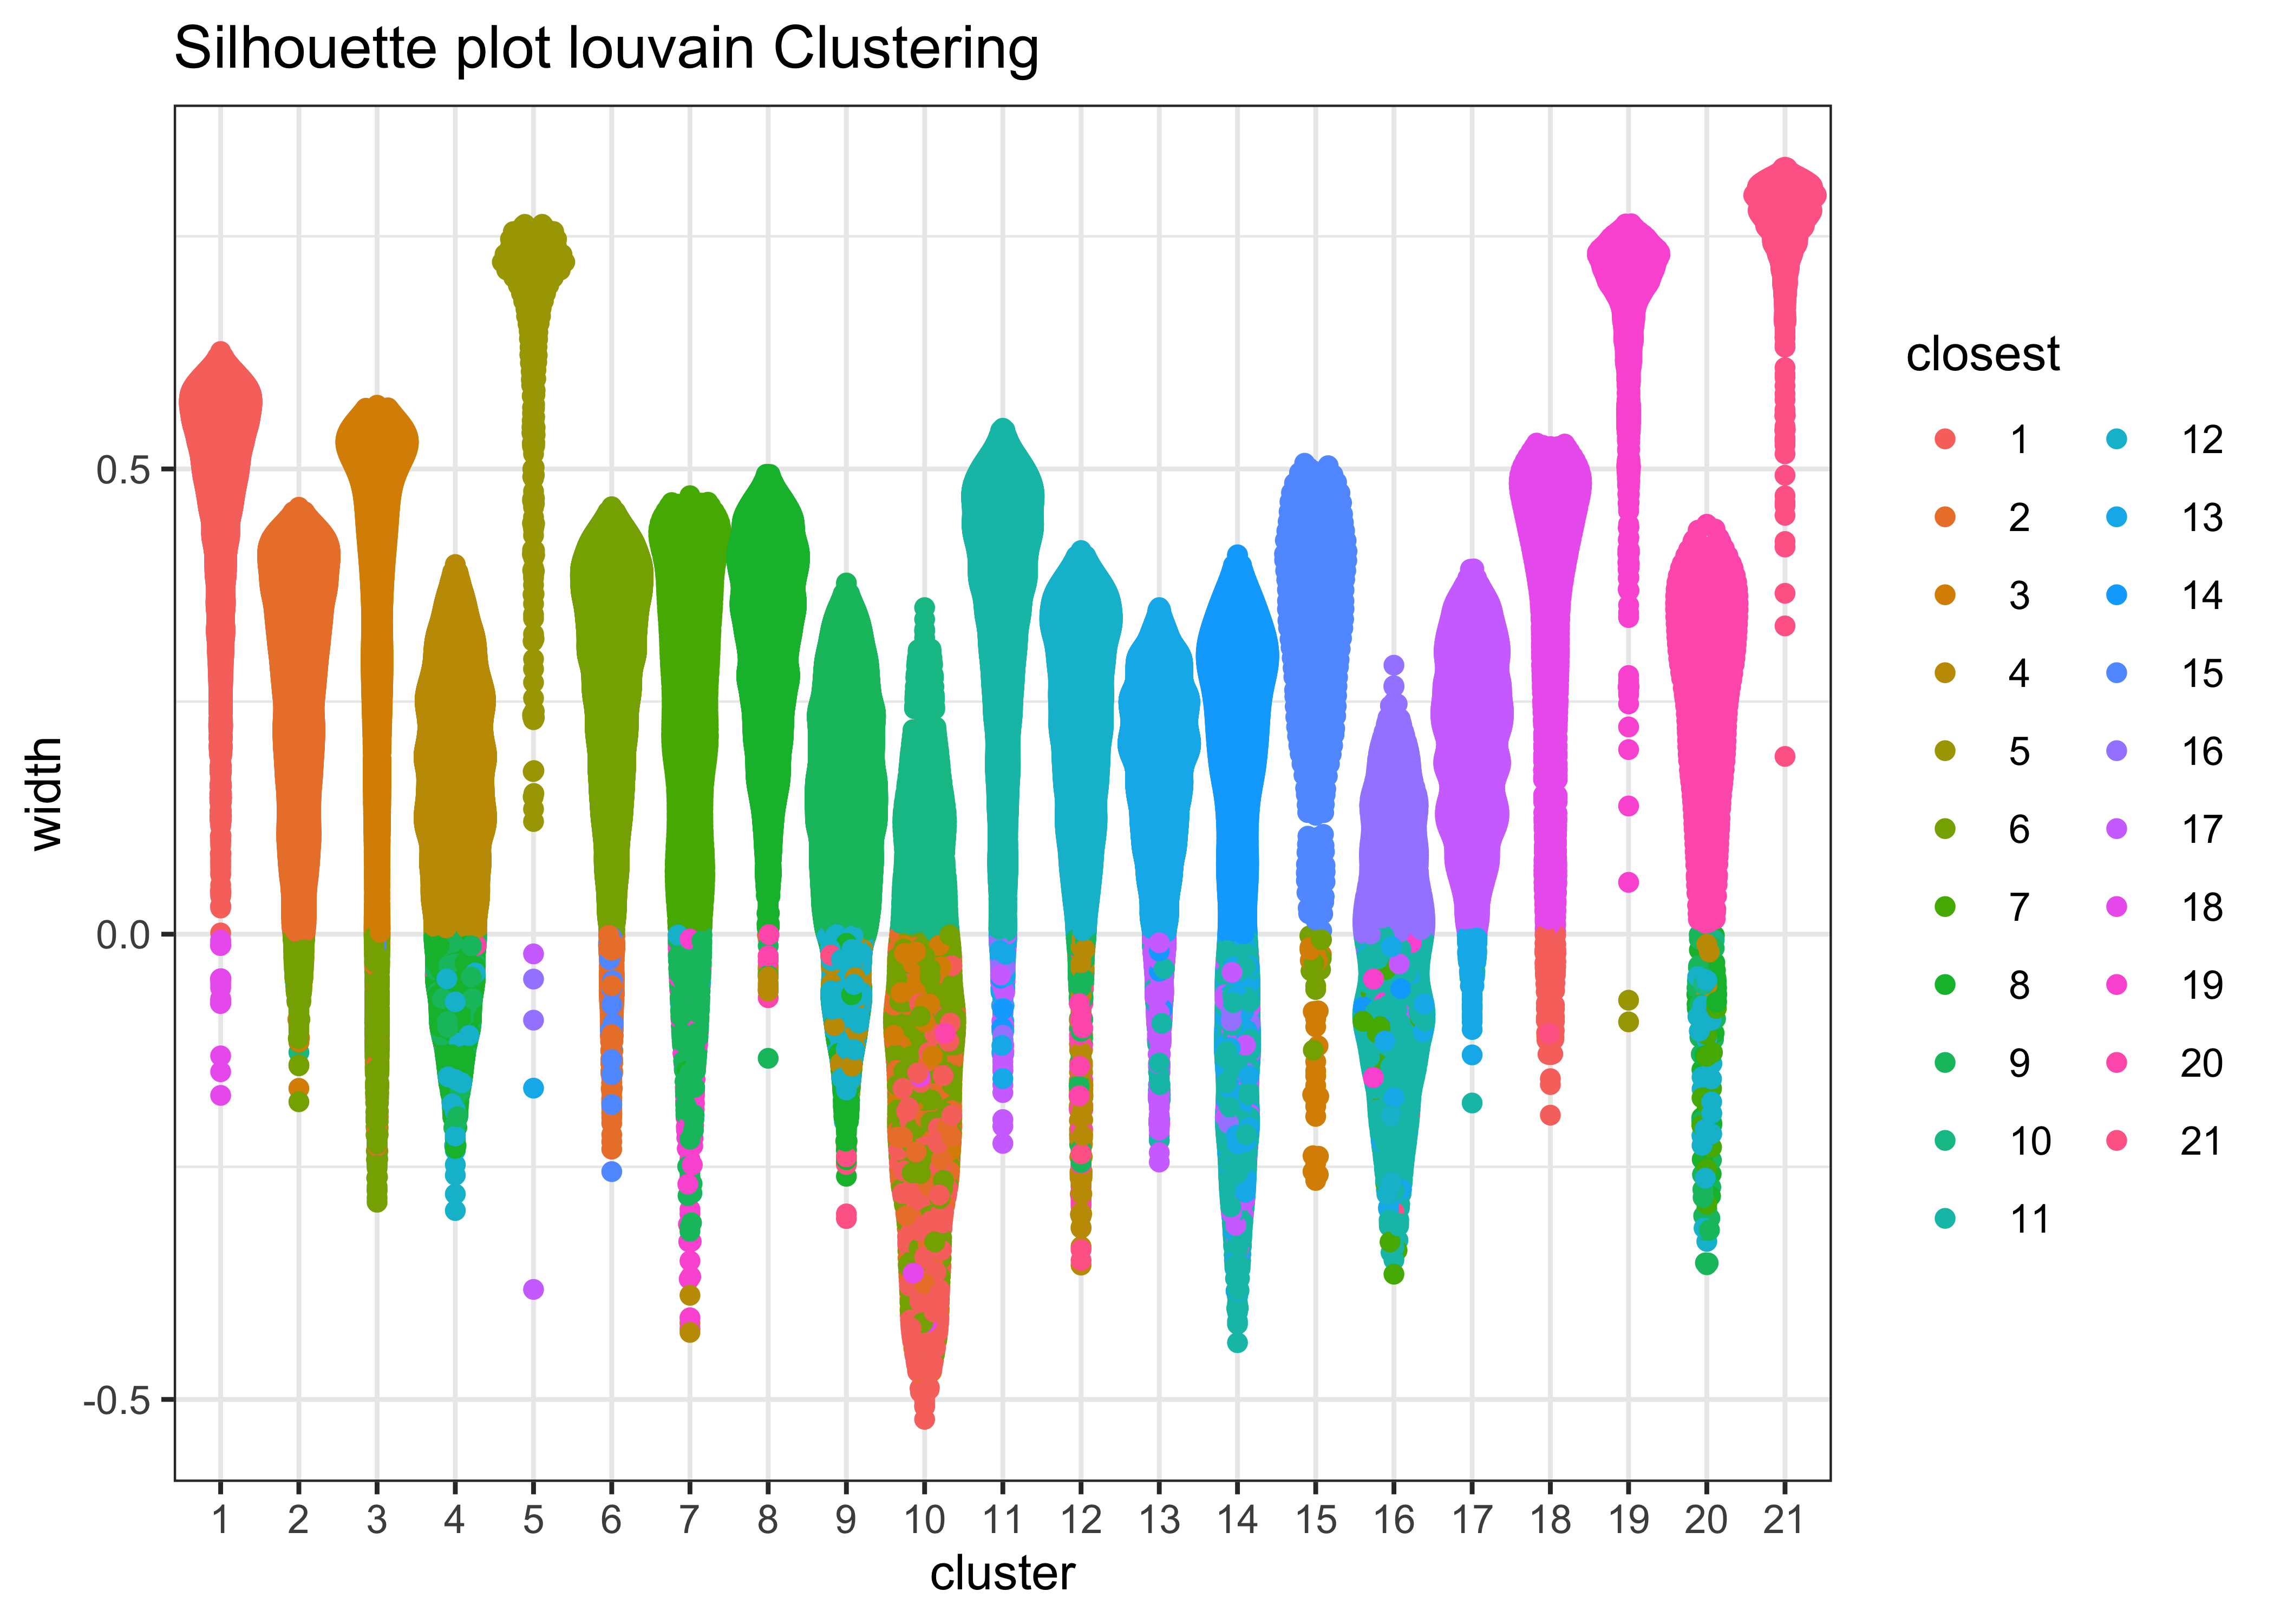 Silhouette plot louvain Clustering
width
0.5
0.0
-0.5
1 2 3 4 5 6 7 8 9 10 11 12 13 14 15 16 17 18 19 20 21
cluster
closest
1 12
2 13
3 14
4 15
5 16
6 17
7 18
8 19
9 20
10 21
11